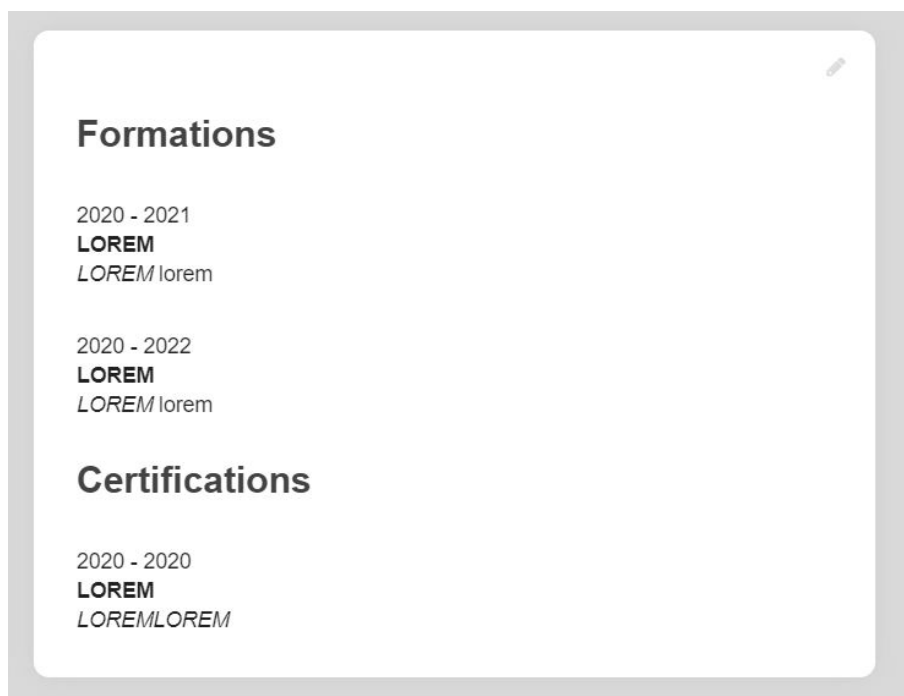 Formations
2020 - 2021
LOREM
LOREM lorem
2020 - 2022
LOREM
LOREM lorem
Certifications
2020 - 2020
LOREM
LOREMLOREM